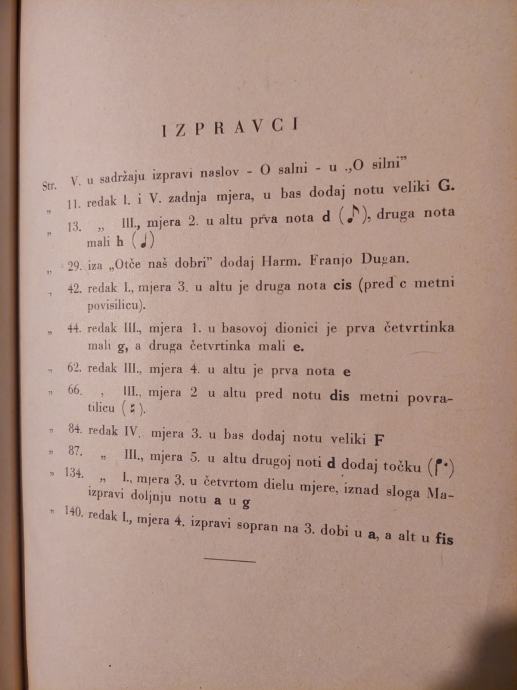 IZPRAVCI
Str. V. u sadržaju izpravi naslov - O salni - u „O silni”
„ 11. redak I. i V. zadnja mjera, u bas dodaj notu veliki G.
„ 13. „ III., mjera 2. u altu prva nota d (♪), druga nota
mali h (♩)
„ 29. iza „Otče naš dobri” dodaj Harm. Franjo Dugan.
„ 42. redak I., mjera 3. u altu je druga nota cis (pred c metni
povisilicu).
„ 44. redak III., mjera 1. u basovoj dionici je prva četvrtinka
mali g, a druga četvrtinka mali e.
„ 62. redak III., mjera 4. u altu je prva nota e
„ 66. „ III., mjera 2 u altu pred notu dis metni povra-
tilicu (♮).
„ 84. redak IV. mjera 3. u bas dodaj notu veliki F
„ 87. „ III., mjera 5. u altu drugoj noti d dodaj točku (♩·)
„ 134. „ I., mjera 3. u četvrtom dielu mjere, iznad sloga Ma-
izpravi doljnju notu a u g
„ 140. redak I., mjera 4. izpravi sopran na 3. dobi u a, a alt u fis